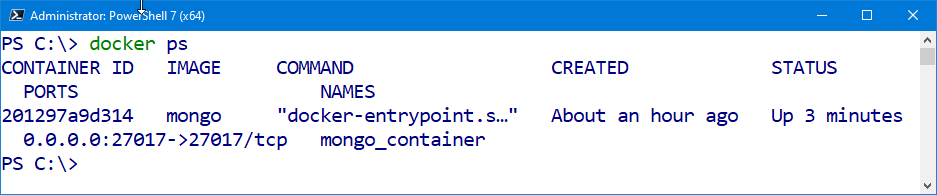 Administrator: PowerShell 7 (x64)
PS C:\> docker ps
CONTAINER ID   IMAGE     COMMAND                  CREATED             STATUS
  PORTS                      NAMES
201297a9d314   mongo     "docker-entrypoint.s…"   About an hour ago   Up 3 minutes
  0.0.0.0:27017->27017/tcp   mongo_container
PS C:\>